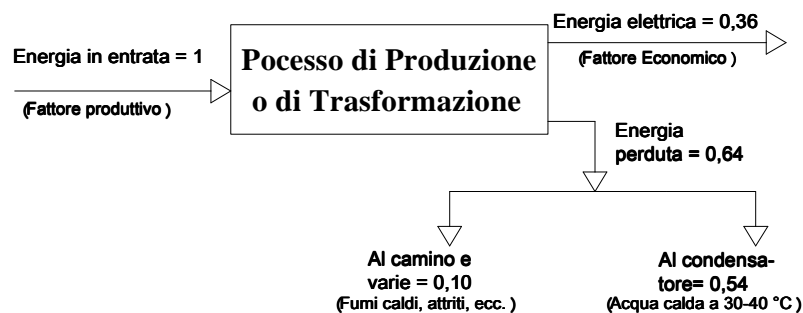 Energia in entrata = 1
(Fattore produttivo )
Pocesso di Produzione
o di Trasformazione
Energia elettrica = 0,36
(Fattore Economico )
Energia
perduta = 0,64
Al camino e
varie = 0,10
(Fumi caldi, attriti, ecc. )
Al condensa-
tore= 0,54
(Acqua calda a 30-40 °C )